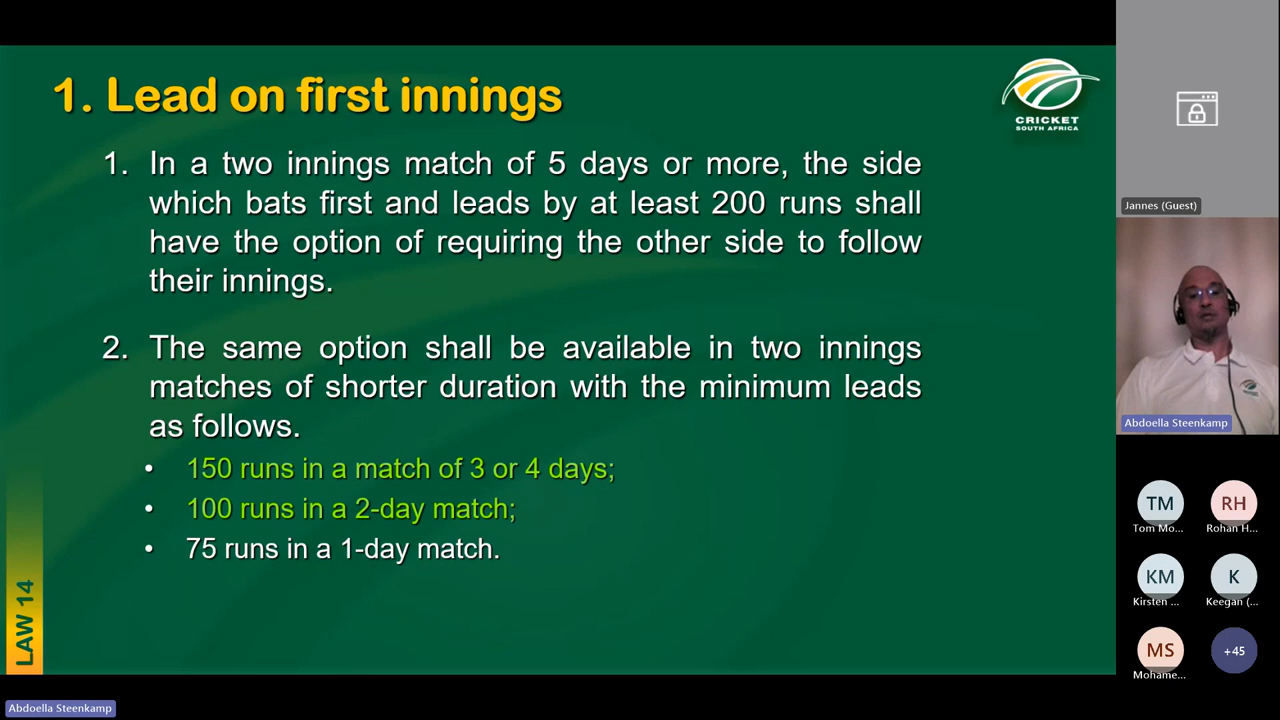 1. Lead on first innings
CRICKET
SOUTH AFRICA
1. In a two innings match of 5 days or more, the side
which bats first and leads by at least 200 runs shall
have the option of requiring the other side to follow
their innings.
2. The same option shall be available in two innings
matches of shorter duration with the minimum leads
as follows.
• 150 runs in a match of 3 or 4 days;
• 100 runs in a 2-day match;
• 75 runs in a 1-day match.
LAW 14
Abdoella Steenkamp
Jannes (Guest)
Abdoella Steenkamp
TM
Tom Mo...
RH
Rohan H...
KM
Kirsten ...
K
Keegan (...
MS
Mohame...
+45